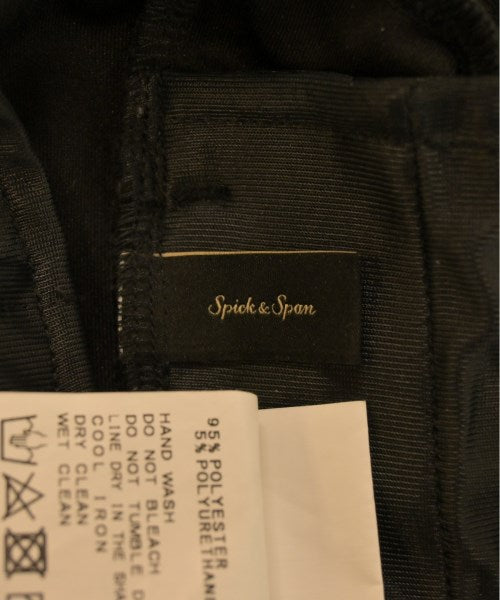 Spick & Span
95% POLYESTER
5% POLYURETHAN
HAND WASH
DO NOT BLEACH
DO NOT TUMBLE D
LINE DRY IN THE SHA
COOL IRON
DRY CLEAN
WET CLEAN